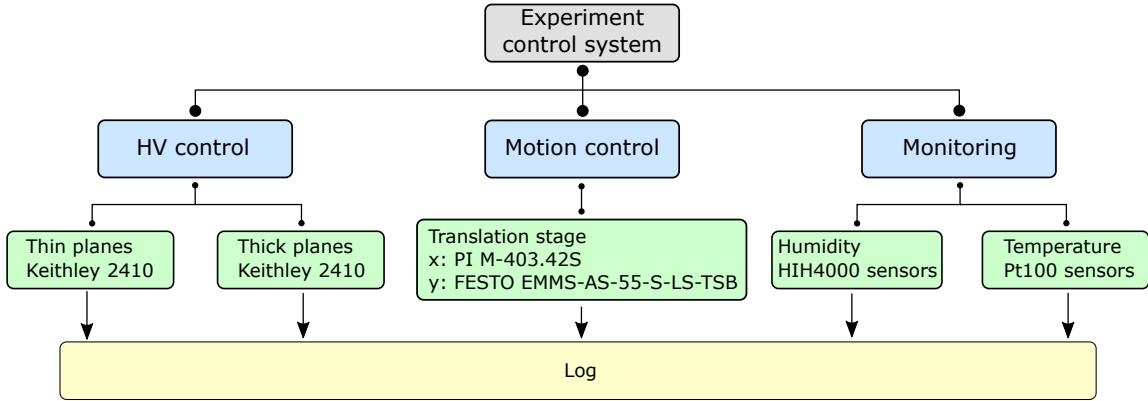 Experiment
control system
HV control
Motion control
Monitoring
Thin planes
Keithley 2410
Thick planes
Keithley 2410
Translation stage
x: PI M-403.42S
y: FESTO EMMS-AS-55-S-LS-TSB
Humidity
HIH4000 sensors
Temperature
Pt100 sensors
Log